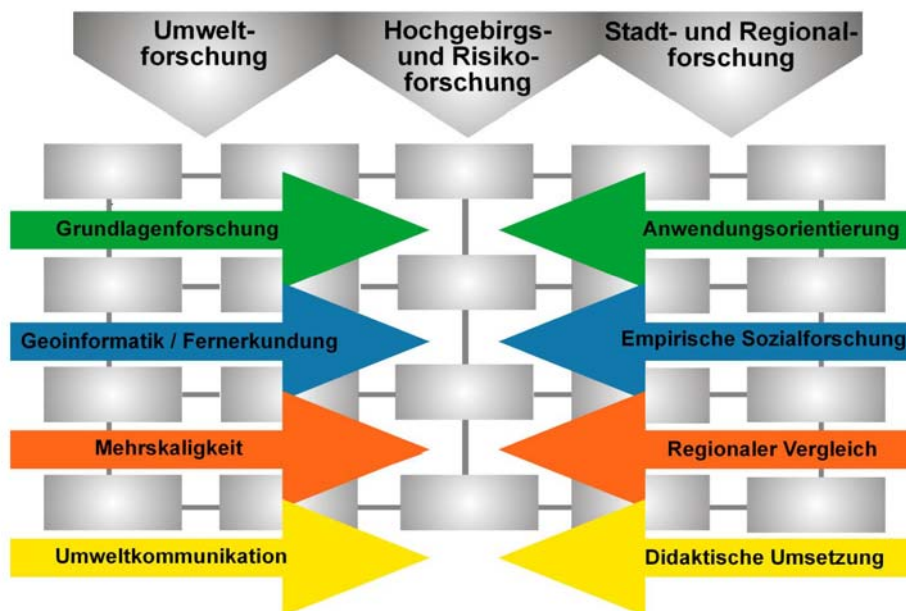 Umwelt-
forschung
Hochgebirgs-
und Risiko-
forschung
Stadt- und Regional-
forschung
Grundlagenforschung
Anwendungsorientierung
Geoinformatik / Fernerkundung
Empirische Sozialforschung
Mehrskaligkeit
Regionaler Vergleich
Umweltkommunikation
Didaktische Umsetzung